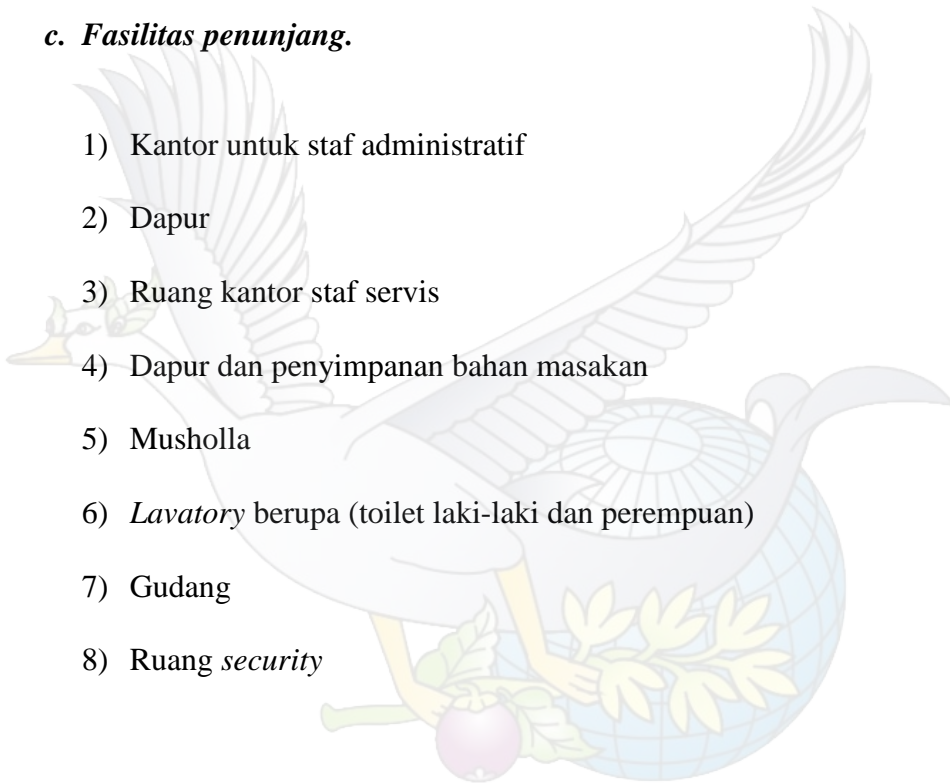 c. Fasilitas penunjang.
1) Kantor untuk staf administratif
2) Dapur
3) Ruang kantor staf servis
4) Dapur dan penyimpanan bahan masakan
5) Musholla
6) Lavatory berupa (toilet laki-laki dan perempuan)
7) Gudang
8) Ruang security